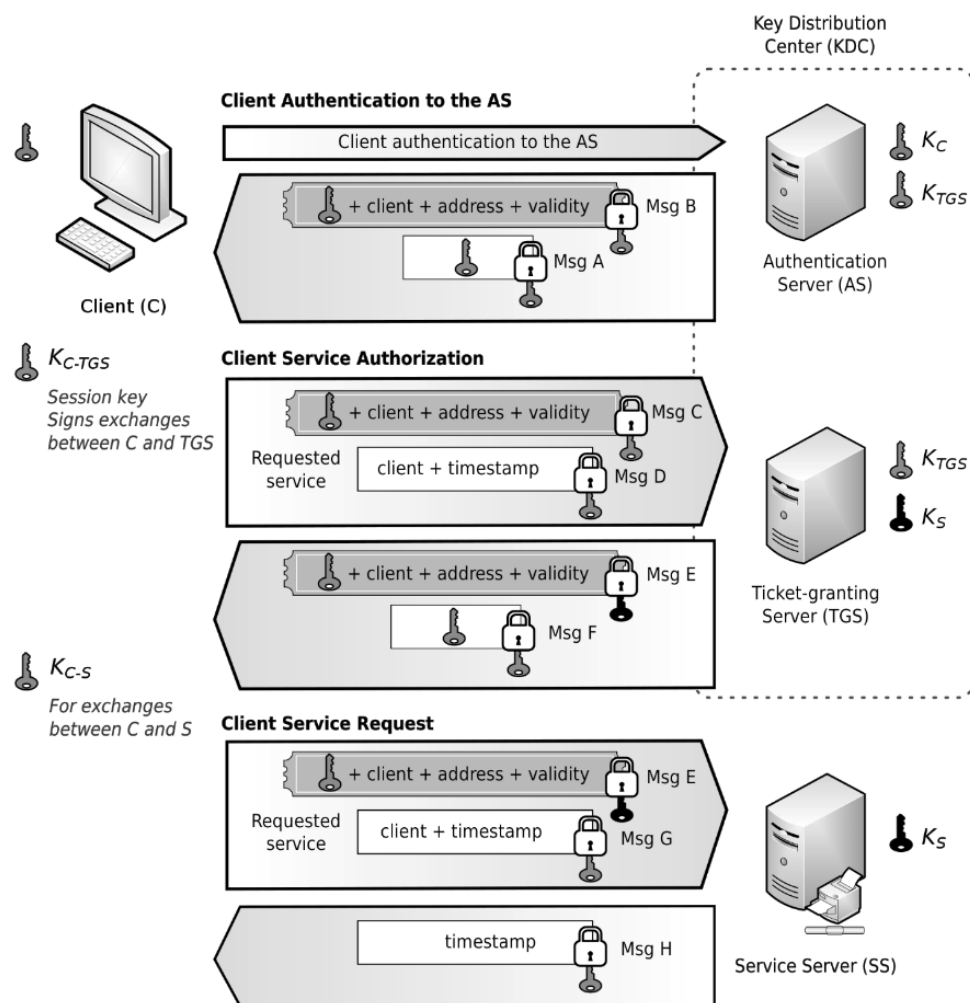 Key Distribution
Center (KDC)
Client Authentication to the AS
Client authentication to the AS
K_C
+ client + address + validity
Msg B
K_TGS
Msg A
Authentication
Server (AS)
Client (C)
K_C-TGS
Session key
Signs exchanges
between C and TGS
Client Service Authorization
+ client + address + validity
Msg C
Requested
service
client + timestamp
Msg D
K_TGS
K_S
+ client + address + validity
Msg E
Ticket-granting
Server (TGS)
Msg F
K_C-S
For exchanges
between C and S
Client Service Request
+ client + address + validity
Msg E
Requested
service
client + timestamp
Msg G
K_S
timestamp
Msg H
Service Server (SS)